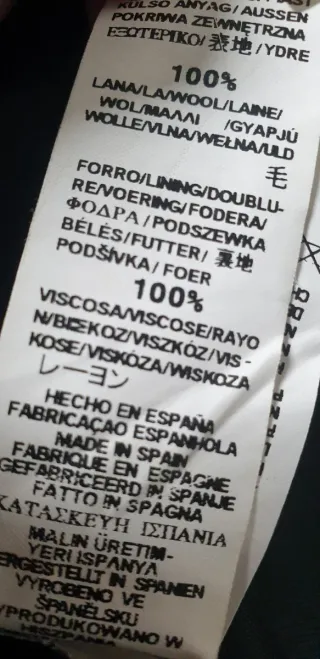 KÜLSŐ ANYAG/AUSSEN
POKRIWA ZEWNĘTRZNA
ΕΞΩΤΕΡΙΚΟ/表地/YDRE
100%
LANA/LA/WOOL/LAINE/
WOL/ΜΑΛΛΙ /GYAPJÚ
WOLLE/VLNA/WEŁNA/ULD
毛
FORRO/LINING/DOUBLU-
RE/VOERING/FODERA/
ΦΟΔΡΑ/PODSZEWKA
BÉLÉS/FUTTER/裏地
PODŠÍVKA/FOER
100%
VISCOSA/VISCOSE/RAYO
N/ΒΙΣΚΟΖ/VISZKÓZ/VIS-
KOSE/VISKÓZA/WISKOZA
レーヨン
HECHO EN ESPAÑA
FABRICAÇAO ESPANHOLA
MADE IN SPAIN
FABRIQUE EN ESPAGNE
GEFABRICEERD IN SPANJE
FATTO IN SPAGNA
ΚΑΤΑΣΚΕΥΗ ΙΣΠΑΝΙΑ
MALIN ÜRETIM-
YERI ISPANYA
ERGESTELLT IN SPANIEN
VYROBENO VE
ŠPANĚLSKU
/PRODUKOWANO W
HISZPANII